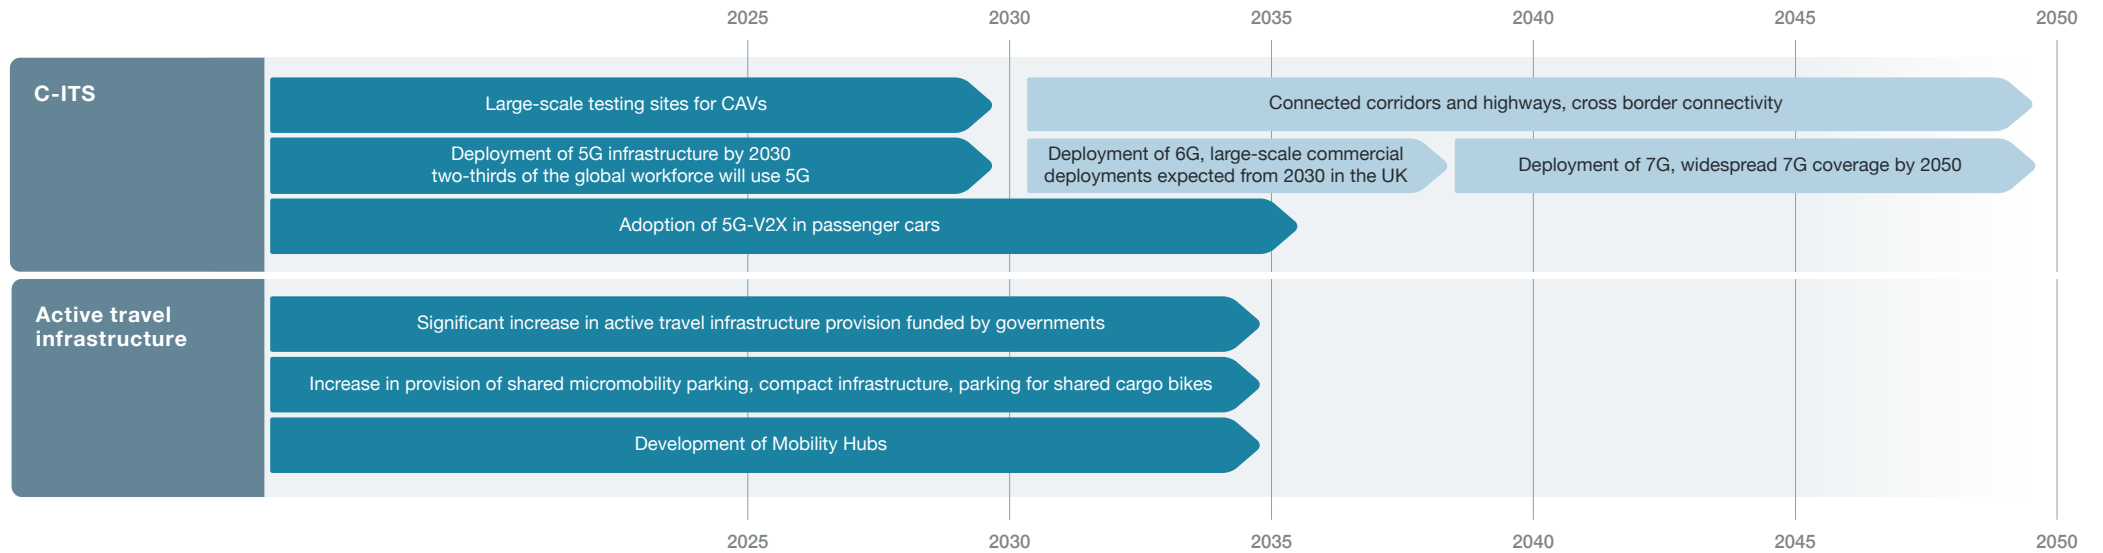 2025 2030 2035 2040 2045 2050
C-ITS
Large-scale testing sites for CAVs
Connected corridors and highways, cross border connectivity
Deployment of 5G infrastructure by 2030
two-thirds of the global workforce will use 5G
Deployment of 6G, large-scale commercial
deployments expected from 2030 in the UK
Deployment of 7G, widespread 7G coverage by 2050
Adoption of 5G-V2X in passenger cars
Active travel
infrastructure
Significant increase in active travel infrastructure provision funded by governments
Increase in provision of shared micromobility parking, compact infrastructure, parking for shared cargo bikes
Development of Mobility Hubs
2025 2030 2035 2040 2045 2050